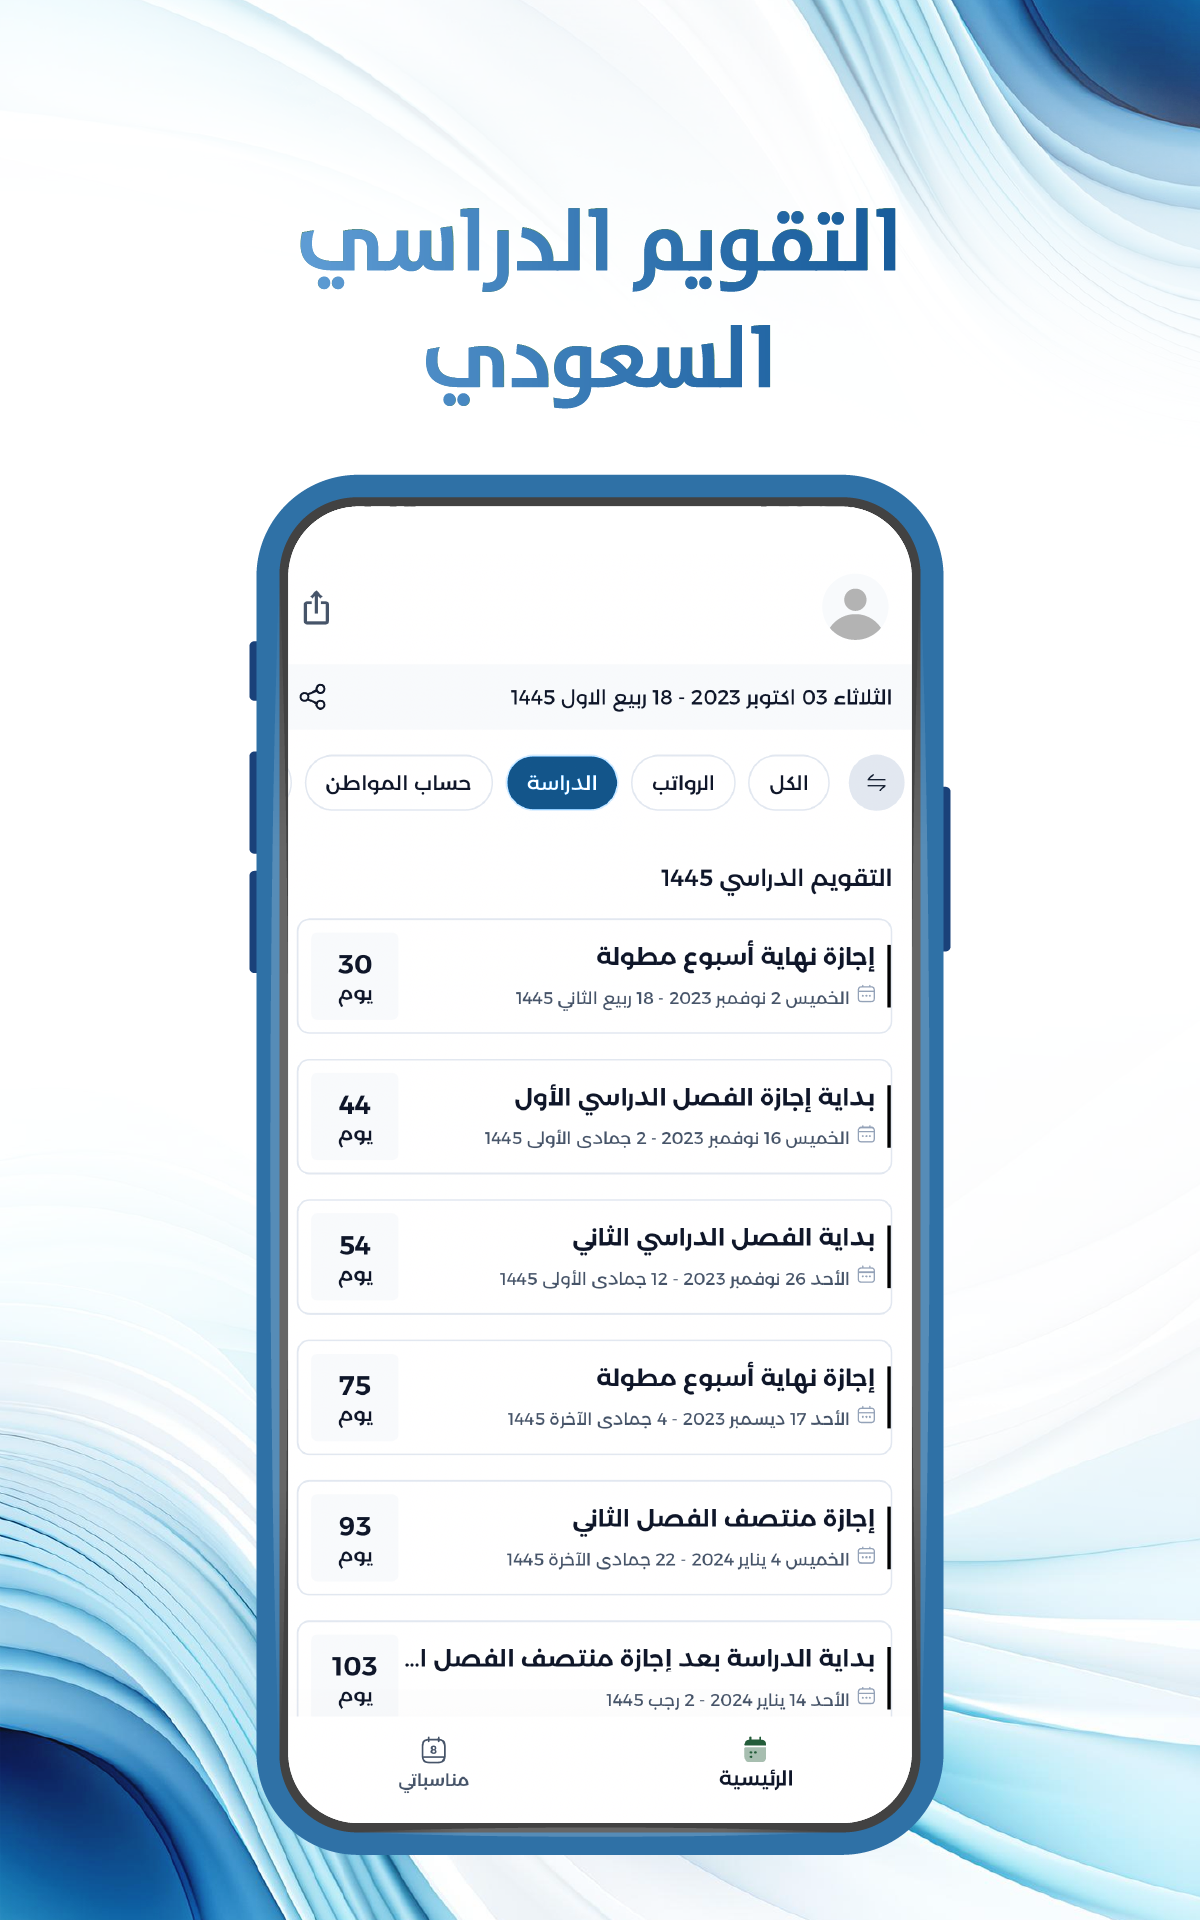 التقويم الدراسي
السعودي
الثلاثاء 03 اكتوبر 2023 - 18 ربيع الاول 1445
الكل
الرواتب
الدراسة
حساب المواطن
التقويم الدراسي 1445
إجازة نهاية أسبوع مطولة
الخميس 2 نوفمبر 2023 - 18 ربيع الثاني 1445
30
يوم
بداية إجازة الفصل الدراسي الأول
الخميس 16 نوفمبر 2023 - 2 جمادى الأولى 1445
44
يوم
بداية الفصل الدراسي الثاني
الأحد 26 نوفمبر 2023 - 12 جمادى الأولى 1445
54
يوم
إجازة نهاية أسبوع مطولة
الأحد 17 ديسمبر 2023 - 4 جمادى الآخرة 1445
75
يوم
إجازة منتصف الفصل الثاني
الخميس 4 يناير 2024 - 22 جمادى الآخرة 1445
93
يوم
بداية الدراسة بعد إجازة منتصف الفصل ا...
الأحد 14 يناير 2024 - 2 رجب 1445
103
يوم
الرئيسية
8
مناسباتي